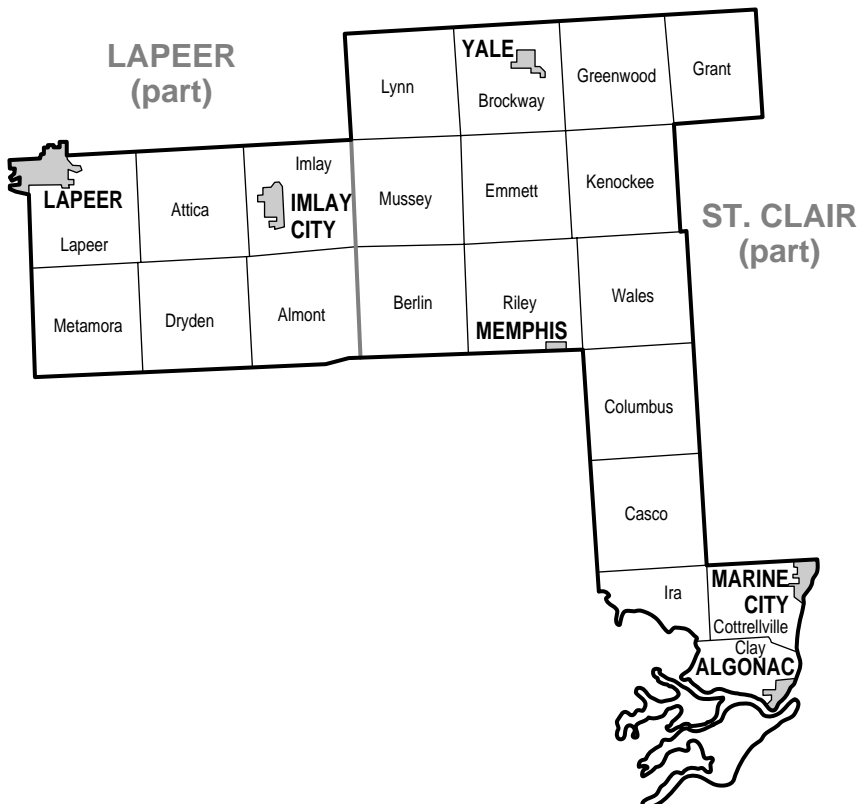 LAPEER
(part)
YALE
Lynn
Brockway
Greenwood
Grant
Imlay
LAPEER
Attica
IMLAY
CITY
Mussey
Emmett
Kenockee
Lapeer
ST. CLAIR
(part)
Metamora
Dryden
Almont
Berlin
Riley
MEMPHIS
Wales
Columbus
Casco
Ira
MARINE
CITY
Cottrellville
Clay
ALGONAC